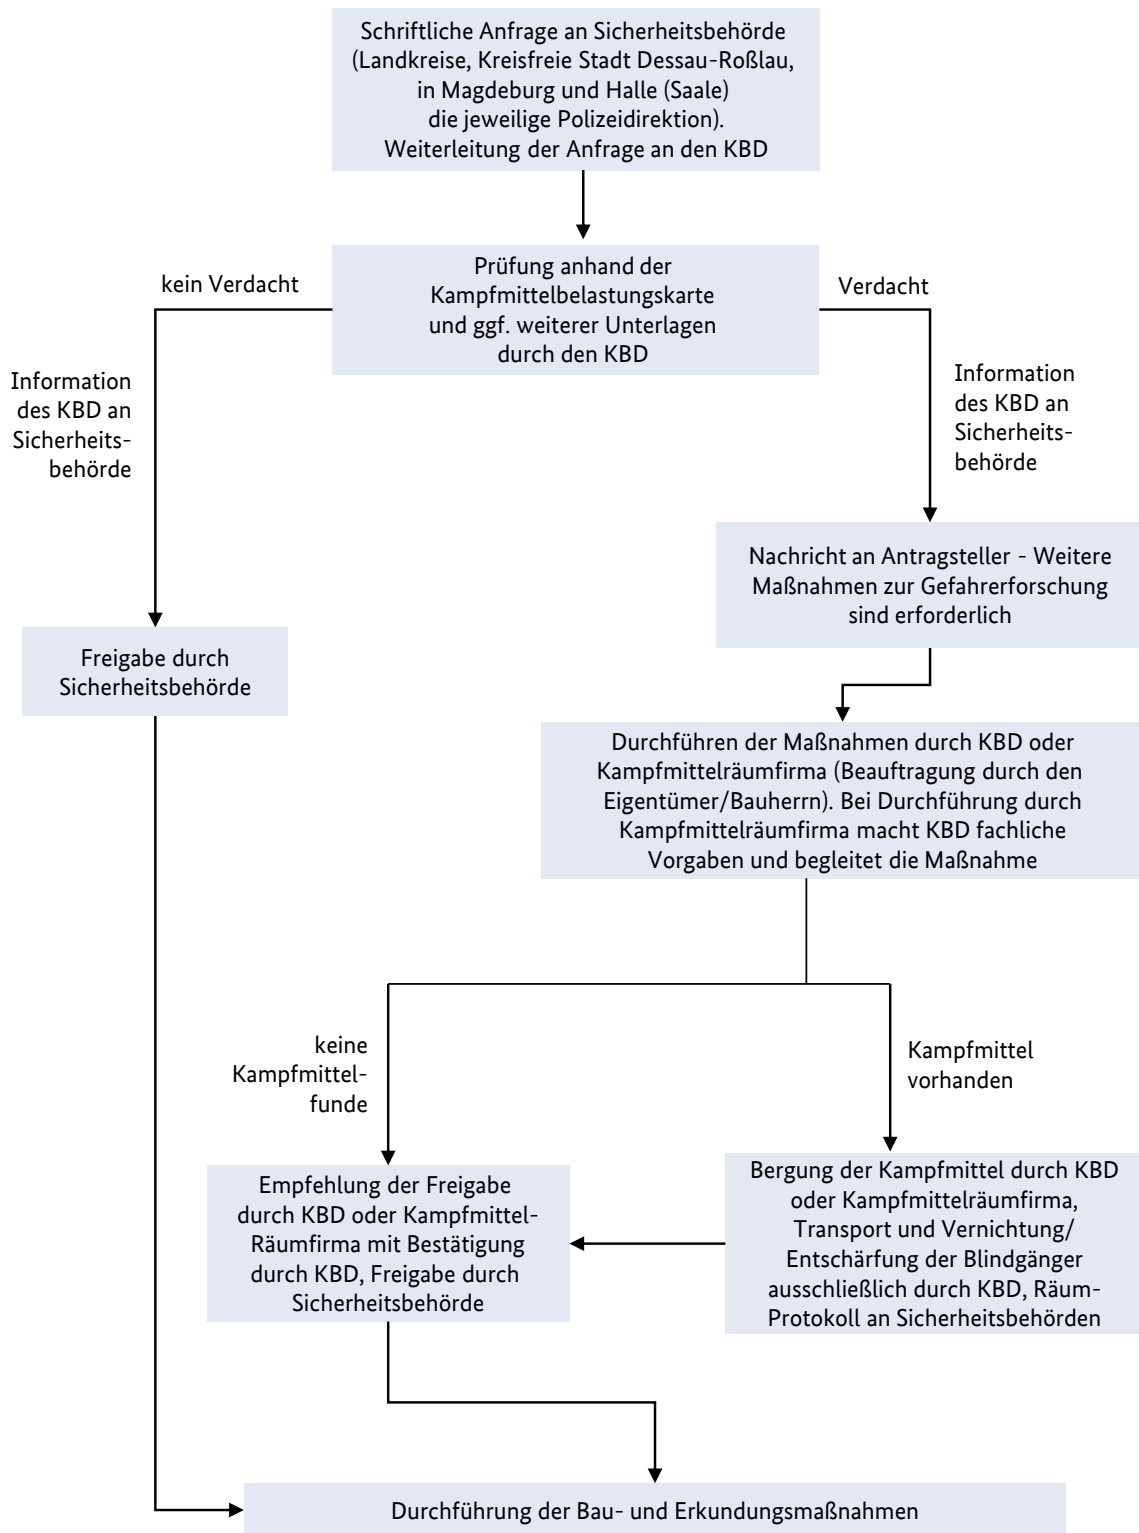 Schriftliche Anfrage an Sicherheitsbehörde
(Landkreise, Kreisfreie Stadt Dessau-Roßlau,
in Magdeburg und Halle (Saale)
die jeweilige Polizeidirektion).
Weiterleitung der Anfrage an den KBD
kein Verdacht
Prüfung anhand der
Kampfmittelbelastungskarte
und ggf. weiterer Unterlagen
durch den KBD
Verdacht
Information
des KBD an
Sicherheits-
behörde
Information
des KBD an
Sicherheits-
behörde
Nachricht an Antragsteller - Weitere
Maßnahmen zur Gefahrerforschung
sind erforderlich
Freigabe durch
Sicherheitsbehörde
Durchführen der Maßnahmen durch KBD oder
Kampfmittelräumfirma (Beauftragung durch den
Eigentümer/Bauherrn). Bei Durchführung durch
Kampfmittelräumfirma macht KBD fachliche
Vorgaben und begleitet die Maßnahme
keine
Kampfmittel-
funde
Kampfmittel
vorhanden
Empfehlung der Freigabe
durch KBD oder Kampfmittel-
Räumfirma mit Bestätigung
durch KBD, Freigabe durch
Sicherheitsbehörde
Bergung der Kampfmittel durch KBD
oder Kampfmittelräumfirma,
Transport und Vernichtung/
Entschärfung der Blindgänger
ausschließlich durch KBD, Räum-
Protokoll an Sicherheitsbehörden
Durchführung der Bau- und Erkundungsmaßnahmen